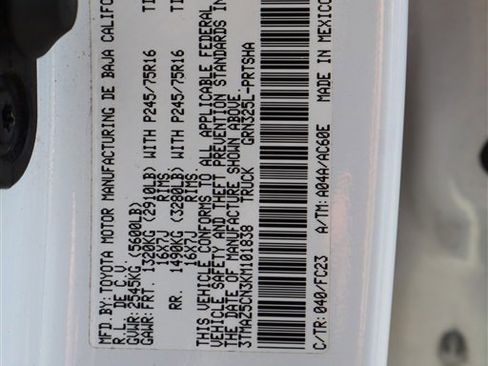 MFD.BY: TOYOTA MOTOR MANUFACTURING DE BAJA CALIFO
R.L. DE C.V.
GVWR: 2545KG (5600LB)
GAWR: FRT. 1320KG (2910LB) WITH P245/75R16 TI
16X7J RIMS
RR. 1490KG (3280LB) WITH P245/75R16 TI
16X7J RIMS
THIS VEHICLE CONFORMS TO ALL APPLICABLE FEDERAL
VEHICLE SAFETY AND THEFT PREVENTION STANDARDS IN
THE DATE OF MANUFACTURE SHOWN ABOVE.
3TMAZ5CN3KM101838 TRUCK GRN325L-PRTSHA
C/TR: 040/FC23 A/TM: A04A/AC60E
MADE IN MEXICO